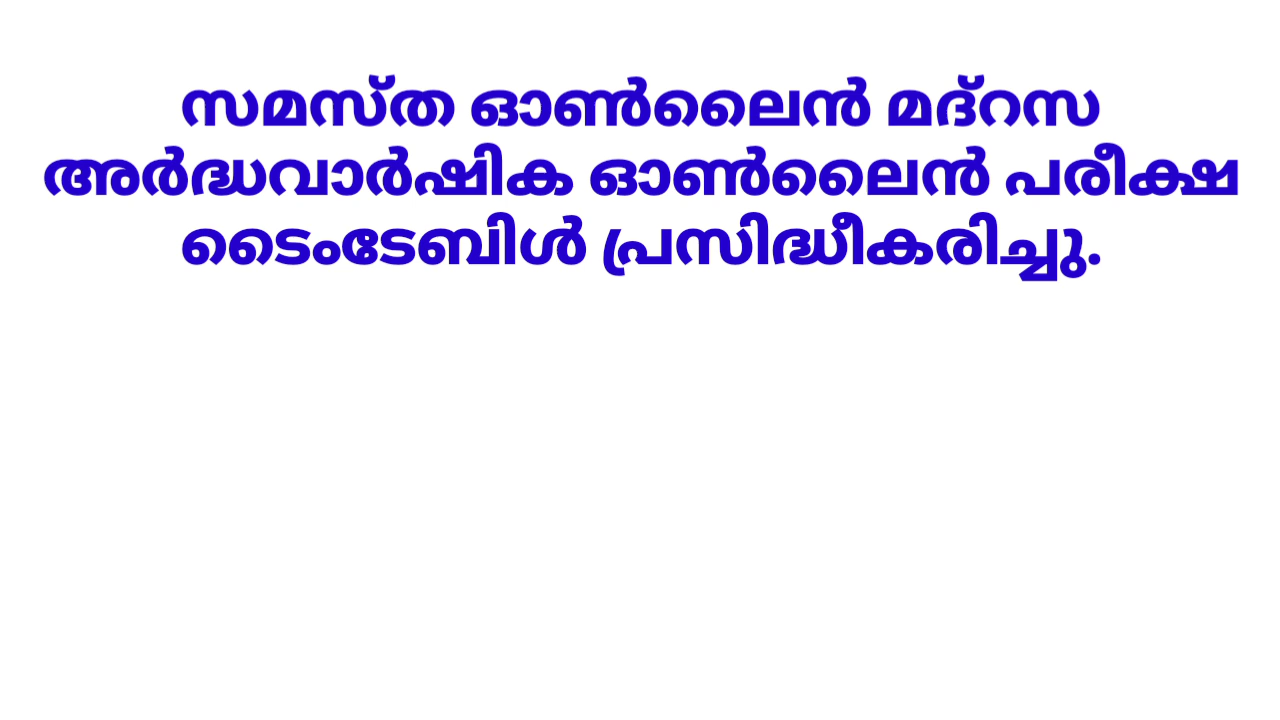 സമസ്ത ഓൺലൈൻ മദ്റസ
അർദ്ധവാർഷിക ഓൺലൈൻ പരീക്ഷ
ടൈംടേബിൾ പ്രസിദ്ധീകരിച്ചു.